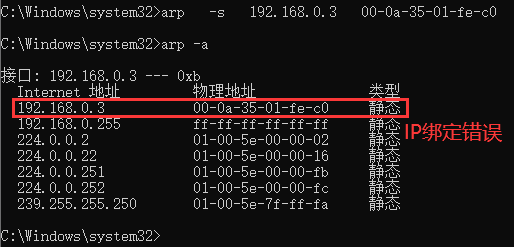 C:\Windows\system32>arp -s 192.168.0.3 00-0a-35-01-fe-c0
C:\Windows\system32>arp -a
接口: 192.168.0.3 --- 0xb
Internet 地址 物理地址 类型
192.168.0.3 00-0a-35-01-fe-c0 静态
192.168.0.255 ff-ff-ff-ff-ff-ff 静态
IP绑定错误
224.0.0.2 01-00-5e-00-00-02 静态
224.0.0.22 01-00-5e-00-00-16 静态
224.0.0.251 01-00-5e-00-00-fb 静态
224.0.0.252 01-00-5e-00-00-fc 静态
239.255.255.250 01-00-5e-7f-ff-fa 静态
C:\Windows\system32>